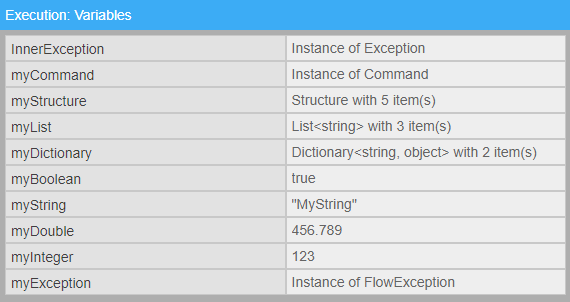 Execution: Variables
InnerException Instance of Exception
myCommand Instance of Command
myStructure Structure with 5 item(s)
myList List<string> with 3 item(s)
myDictionary Dictionary<string, object> with 2 item(s)
myBoolean true
myString "MyString"
myDouble 456.789
myInteger 123
myException Instance of FlowException